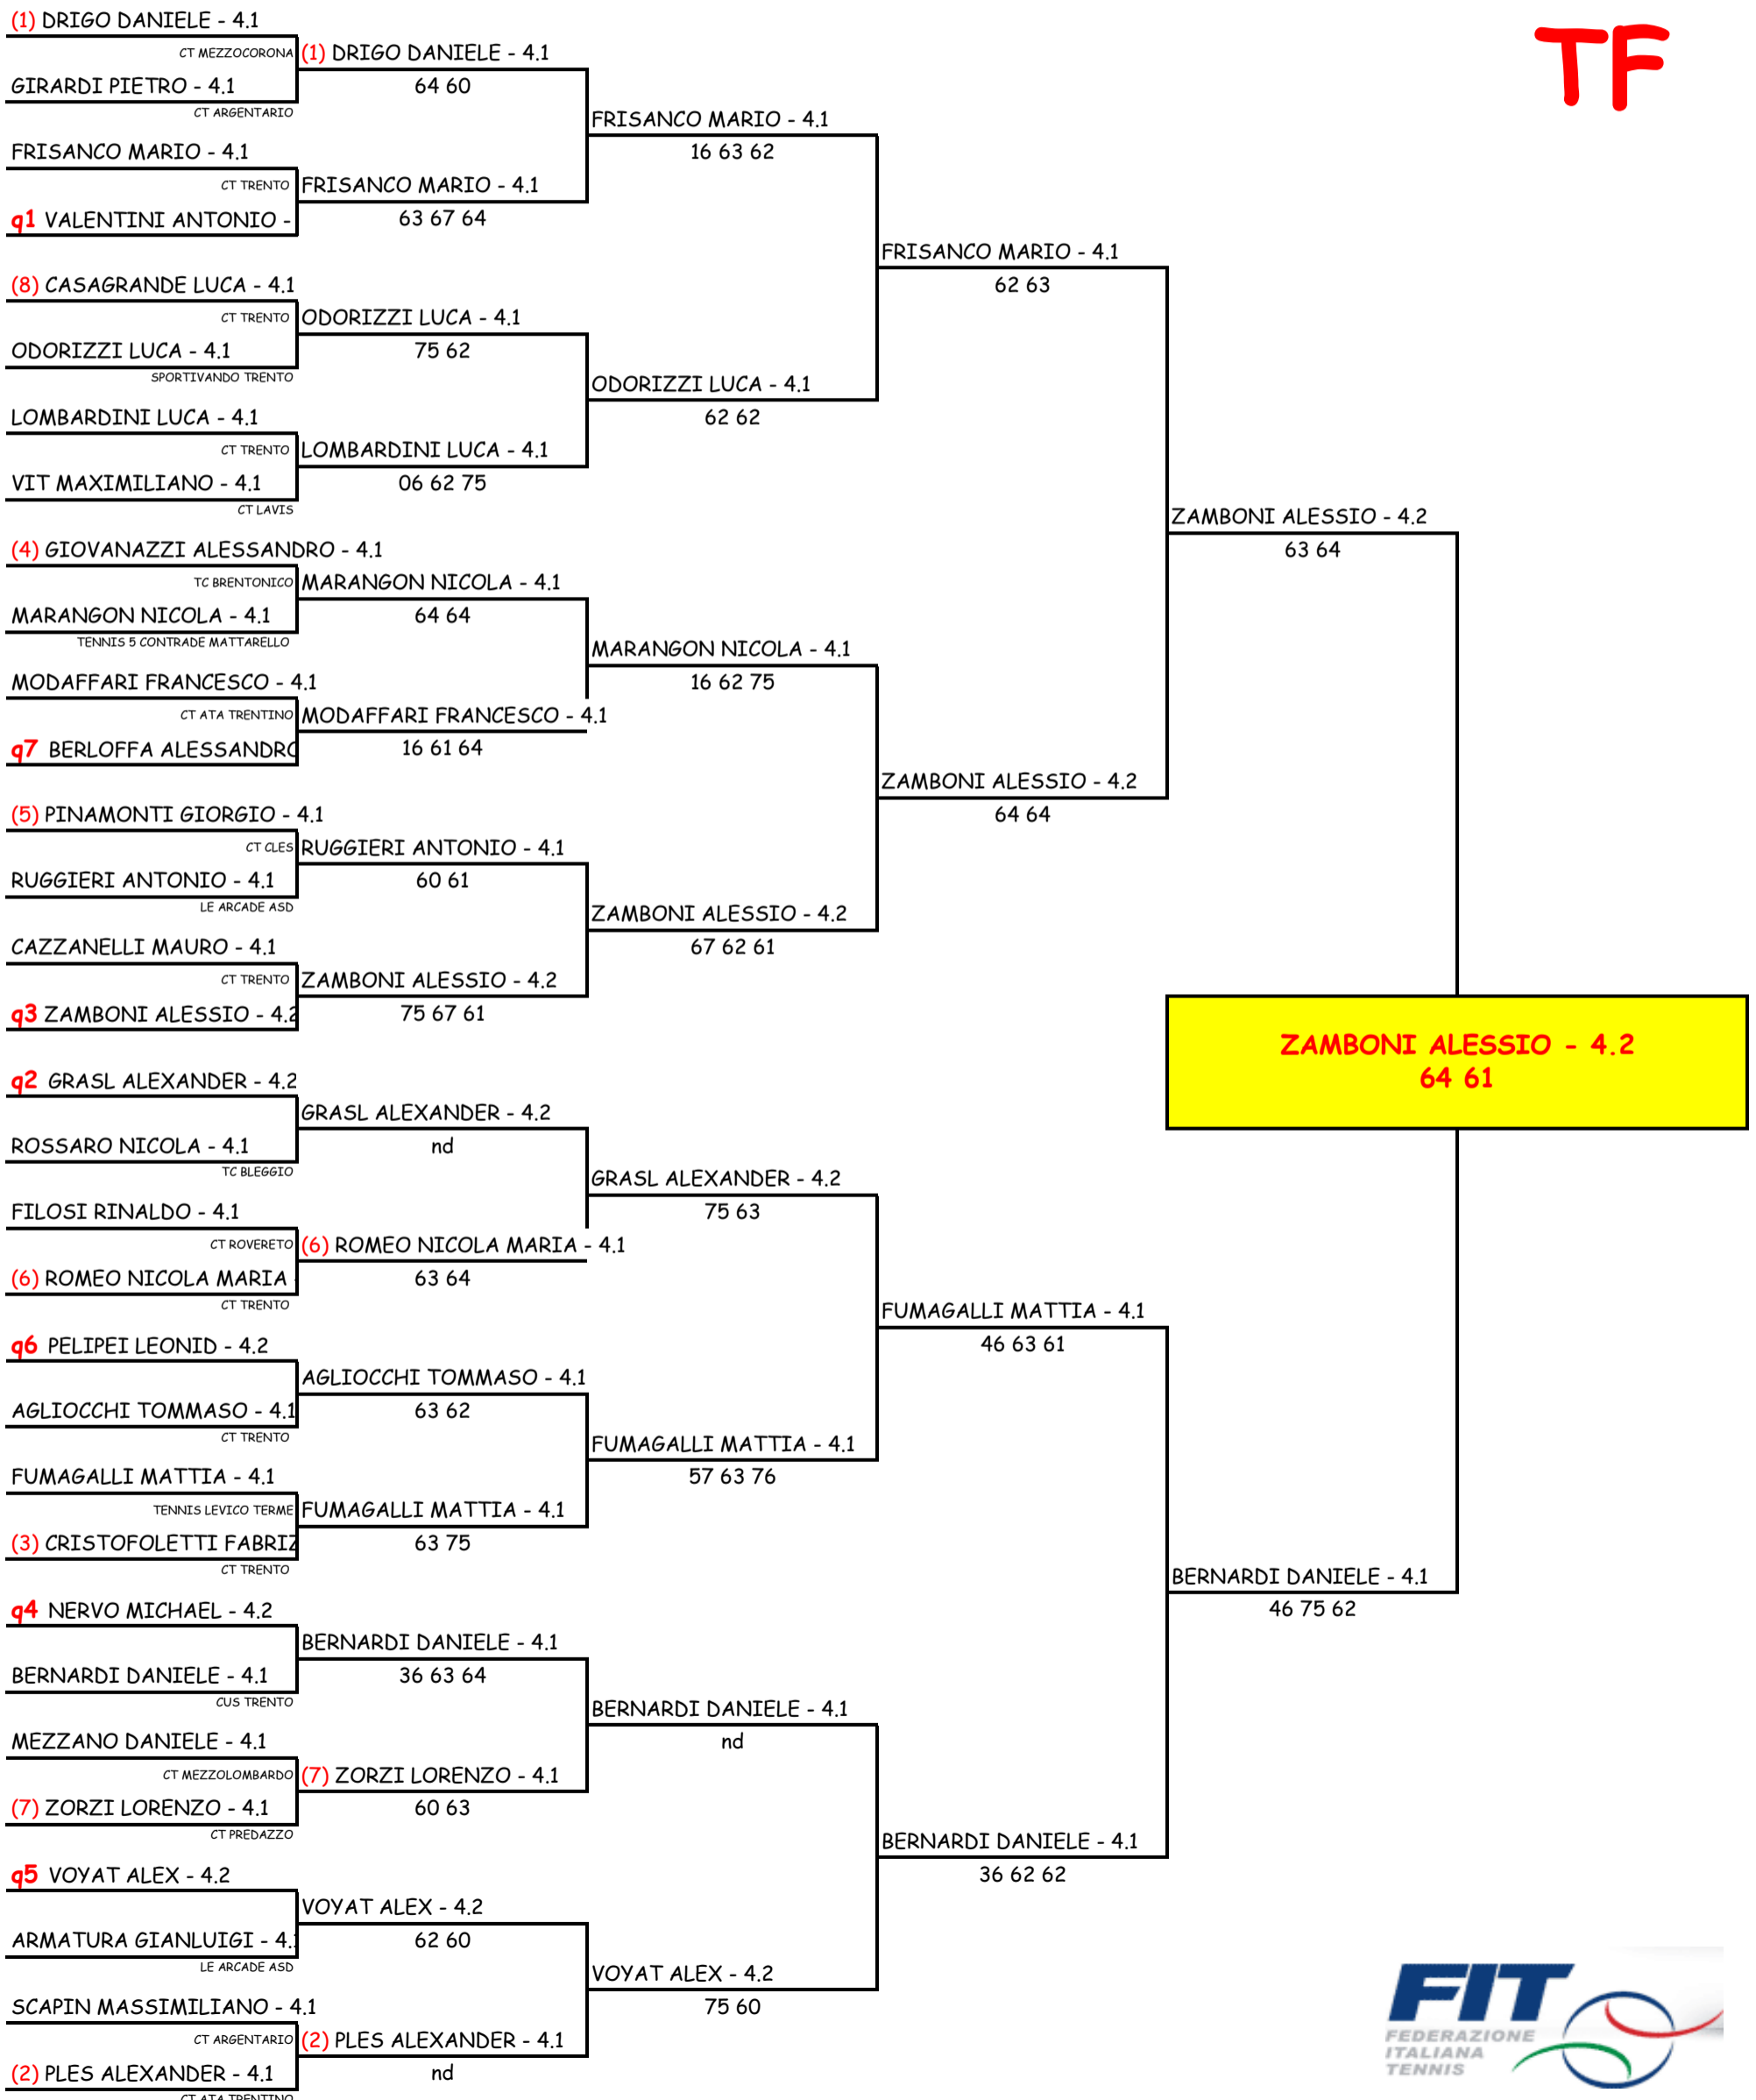 TF
(1) DRIGO DANIELE - 4.1
CT MEZZOCORONA
GIRARDI PIETRO - 4.1
CT ARGENTARIO
FRISANCO MARIO - 4.1
CT TRENTO
q1 VALENTINI ANTONIO -
(8) CASAGRANDE LUCA - 4.1
CT TRENTO
ODORIZZI LUCA - 4.1
SPORTIVANDO TRENTO
LOMBARDINI LUCA - 4.1
CT TRENTO
VIT MAXIMILIANO - 4.1
CT LAVIS
(4) GIOVANAZZI ALESSANDRO - 4.1
TC BRENTONICO
MARANGON NICOLA - 4.1
TENNIS 5 CONTRADE MATTARELLO
MODAFFARI FRANCESCO - 4.1
CT ATA TRENTINO
q7 BERLOFFA ALESSANDRO
(5) PINAMONTI GIORGIO - 4.1
CT CLES
RUGGIERI ANTONIO - 4.1
LE ARCADE ASD
CAZZANELLI MAURO - 4.1
CT TRENTO
q3 ZAMBONI ALESSIO - 4.2
q2 GRASL ALEXANDER - 4.2
ROSSARO NICOLA - 4.1
TC BLEGGIO
FILOSI RINALDO - 4.1
CT ROVERETO
(6) ROMEO NICOLA MARIA
CT TRENTO
q6 PELIPEI LEONID - 4.2
AGLIOCCHI TOMMASO - 4.1
CT TRENTO
FUMAGALLI MATTIA - 4.1
TENNIS LEVICO TERME
(3) CRISTOFOLETTI FABRIZ
CT TRENTO
q4 NERVO MICHAEL - 4.2
BERNARDI DANIELE - 4.1
CUS TRENTO
MEZZANO DANIELE - 4.1
CT MEZZOLOMBARDO
(7) ZORZI LORENZO - 4.1
CT PREDAZZO
q5 VOYAT ALEX - 4.2
ARMATURA GIANLUIGI - 4.1
LE ARCADE ASD
SCAPIN MASSIMILIANO - 4.1
CT ARGENTARIO
(2) PLES ALEXANDER - 4.1
CT ATA TRENTINO
(1) DRIGO DANIELE - 4.1
64 60
FRISANCO MARIO - 4.1
63 67 64
ODORIZZI LUCA - 4.1
75 62
LOMBARDINI LUCA - 4.1
06 62 75
MARANGON NICOLA - 4.1
64 64
MODAFFARI FRANCESCO - 4.1
16 61 64
RUGGIERI ANTONIO - 4.1
60 61
ZAMBONI ALESSIO - 4.2
75 67 61
GRASL ALEXANDER - 4.2
nd
(6) ROMEO NICOLA MARIA - 4.1
63 64
AGLIOCCHI TOMMASO - 4.1
63 62
FUMAGALLI MATTIA - 4.1
63 75
BERNARDI DANIELE - 4.1
36 63 64
(7) ZORZI LORENZO - 4.1
60 63
VOYAT ALEX - 4.2
62 60
(2) PLES ALEXANDER - 4.1
nd
FRISANCO MARIO - 4.1
16 63 62
ODORIZZI LUCA - 4.1
62 62
MARANGON NICOLA - 4.1
16 62 75
ZAMBONI ALESSIO - 4.2
67 62 61
GRASL ALEXANDER - 4.2
75 63
FUMAGALLI MATTIA - 4.1
57 63 76
BERNARDI DANIELE - 4.1
nd
VOYAT ALEX - 4.2
75 60
FRISANCO MARIO - 4.1
62 63
ZAMBONI ALESSIO - 4.2
64 64
FUMAGALLI MATTIA - 4.1
46 63 61
BERNARDI DANIELE - 4.1
36 62 62
ZAMBONI ALESSIO - 4.2
63 64
BERNARDI DANIELE - 4.1
46 75 62
ZAMBONI ALESSIO - 4.2
64 61
FIT
FEDERAZIONE
ITALIANA
TENNIS